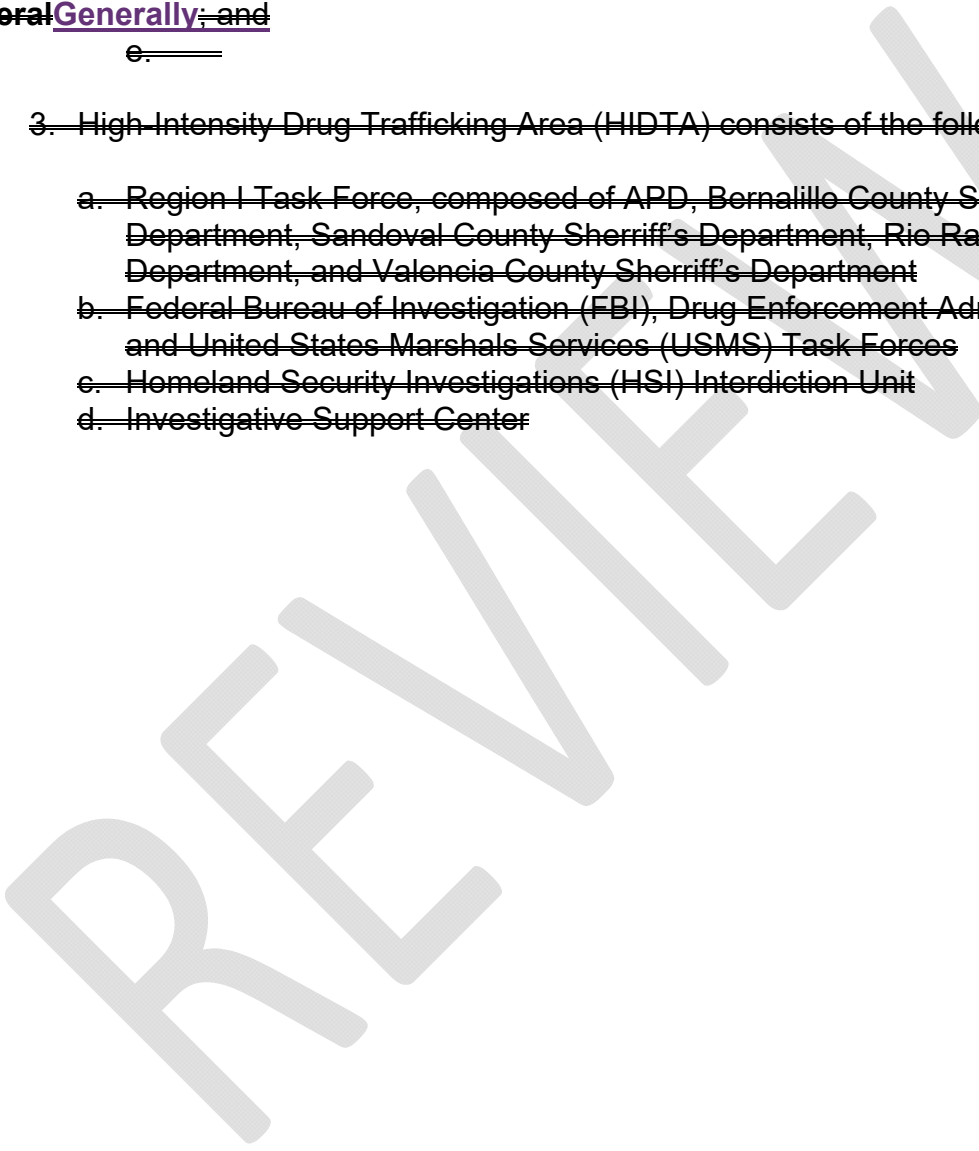 eralGenerally; and
e.
3. High-Intensity Drug Trafficking Area (HIDTA) consists of the
a. Region I Task Force, composed of APD, Bernalillo County
Department, Sandoval County Sherriff's Department, Rio
Department, and Valencia County Sherriff's Department
b. Federal Bureau of Investigation (FBI), Drug Enforcement
and United States Marshals Services (USMS) Task Forces
c. Homeland Security Investigations (HSI) Interdiction Unit
d. Investigative Support Center
REVIEW